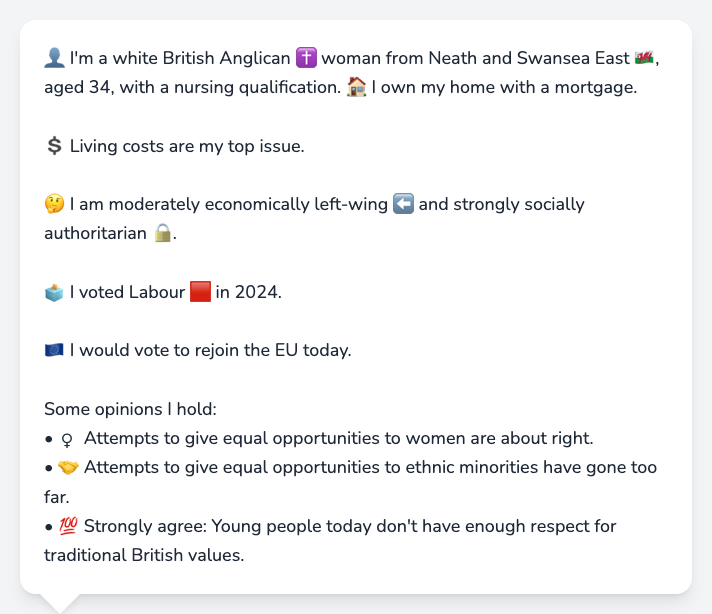 👤 I'm a white British Anglican ✝️ woman from Neath and Swansea East 🏴󠁧󠁢󠁷󠁬󠁳󠁿,
aged 34, with a nursing qualification. 🏠 I own my home with a mortgage.
💲 Living costs are my top issue.
🤔 I am moderately economically left-wing ⬅️ and strongly socially
authoritarian 🔒.
🗳️ I voted Labour 🟥 in 2024.
🇪🇺 I would vote to rejoin the EU today.
Some opinions I hold:
• ♀ Attempts to give equal opportunities to women are about right.
• 🤝 Attempts to give equal opportunities to ethnic minorities have gone too
far.
• 💯 Strongly agree: Young people today don't have enough respect for
traditional British values.